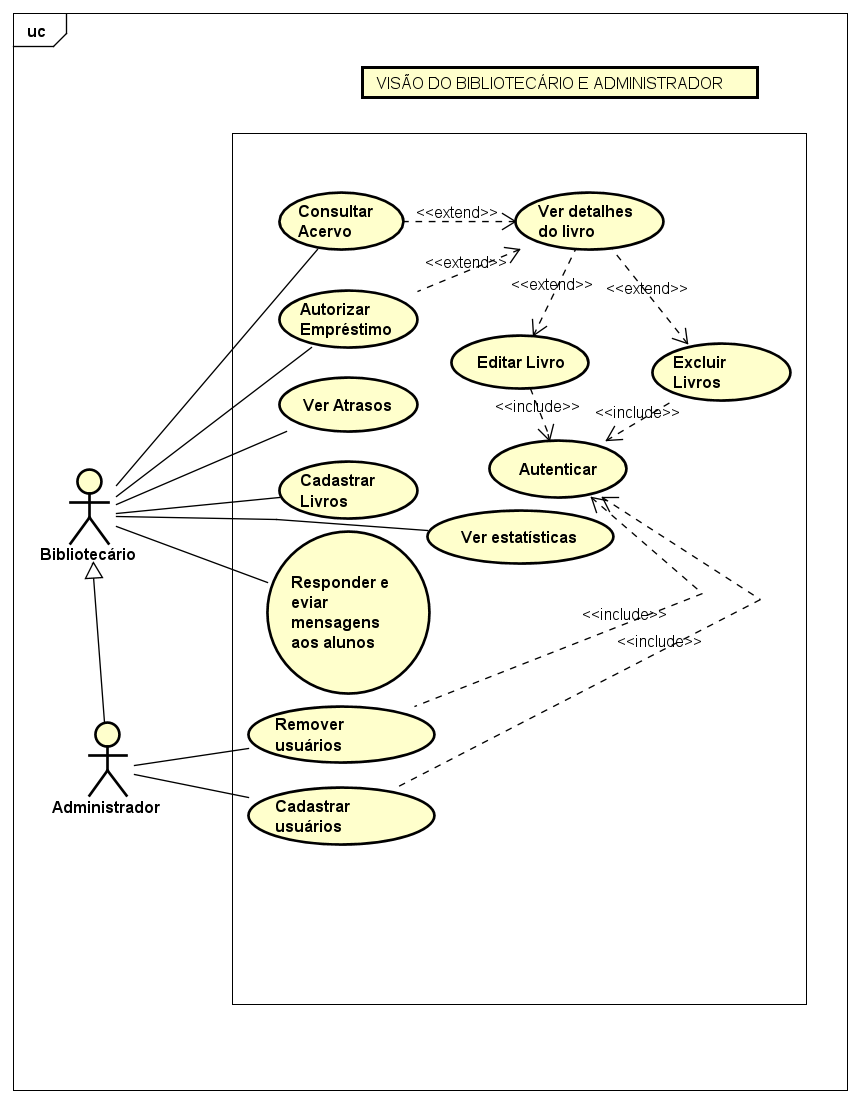 uc
VISÃO DO BIBLIOTECÁRIO E ADMINISTRADOR
Consultar
Acervo
<<extend>>
Ver detalhes
do livro
<<extend>>
<<extend>>
<<extend>>
Autorizar
Empréstimo
Editar Livro
Excluir
Livros
Ver Atrasos
<<include>>
<<include>>
Autenticar
Cadastrar
Livros
Ver estatísticas
Bibliotecário
Responder e
eviar
mensagens
aos alunos
<<include>>
<<include>>
Remover
usuários
Administrador
Cadastrar
usuários